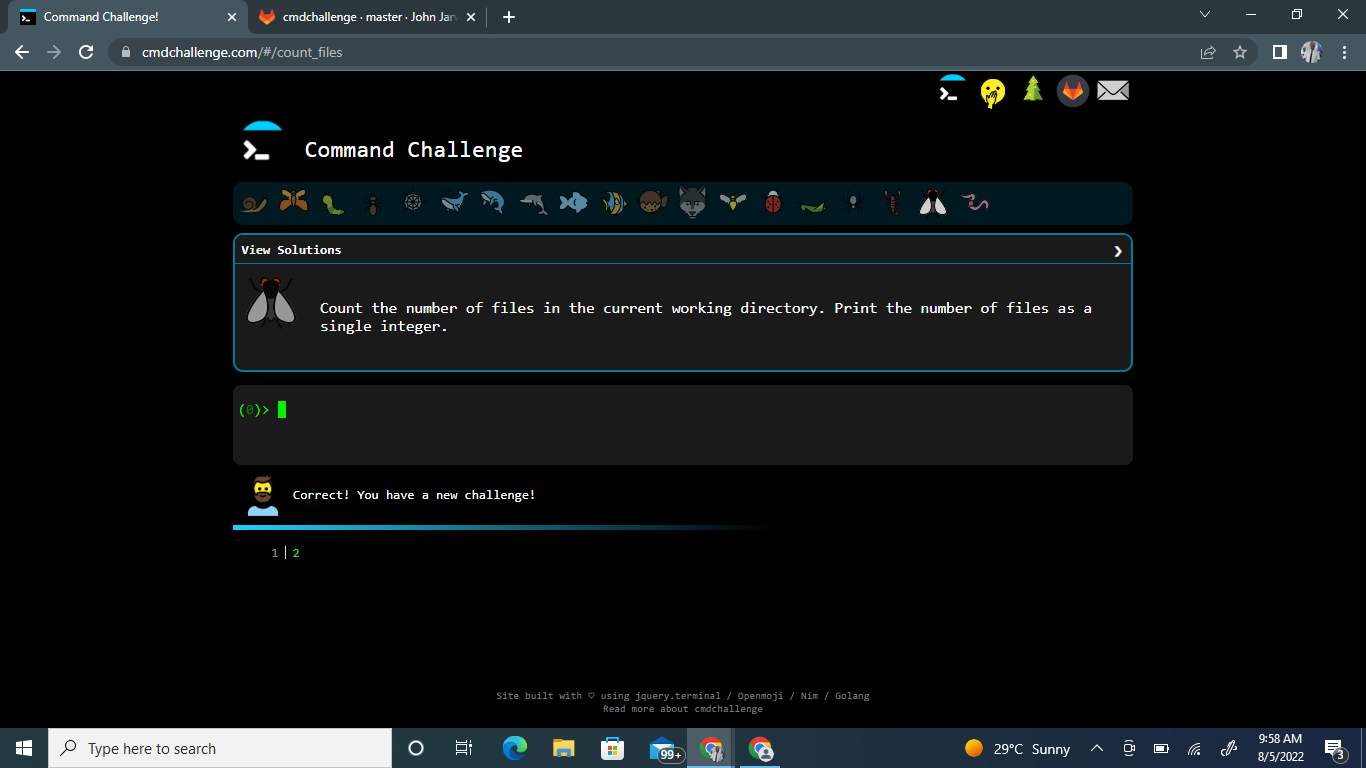 Command Challenge!
cmdchallenge · master · John Jar
cmdchallenge.com/#/count_files
Command Challenge
View Solutions
Count the number of files in the current working directory. Print the number of files as a
single integer.
(0)>
Correct! You have a new challenge!
1 2
Site built with ♡ using jquery.terminal / Openmoji / Nim / Golang
Read more about cmdchallenge
Type here to search
99+
29°C Sunny
9:58 AM
8/5/2022
3